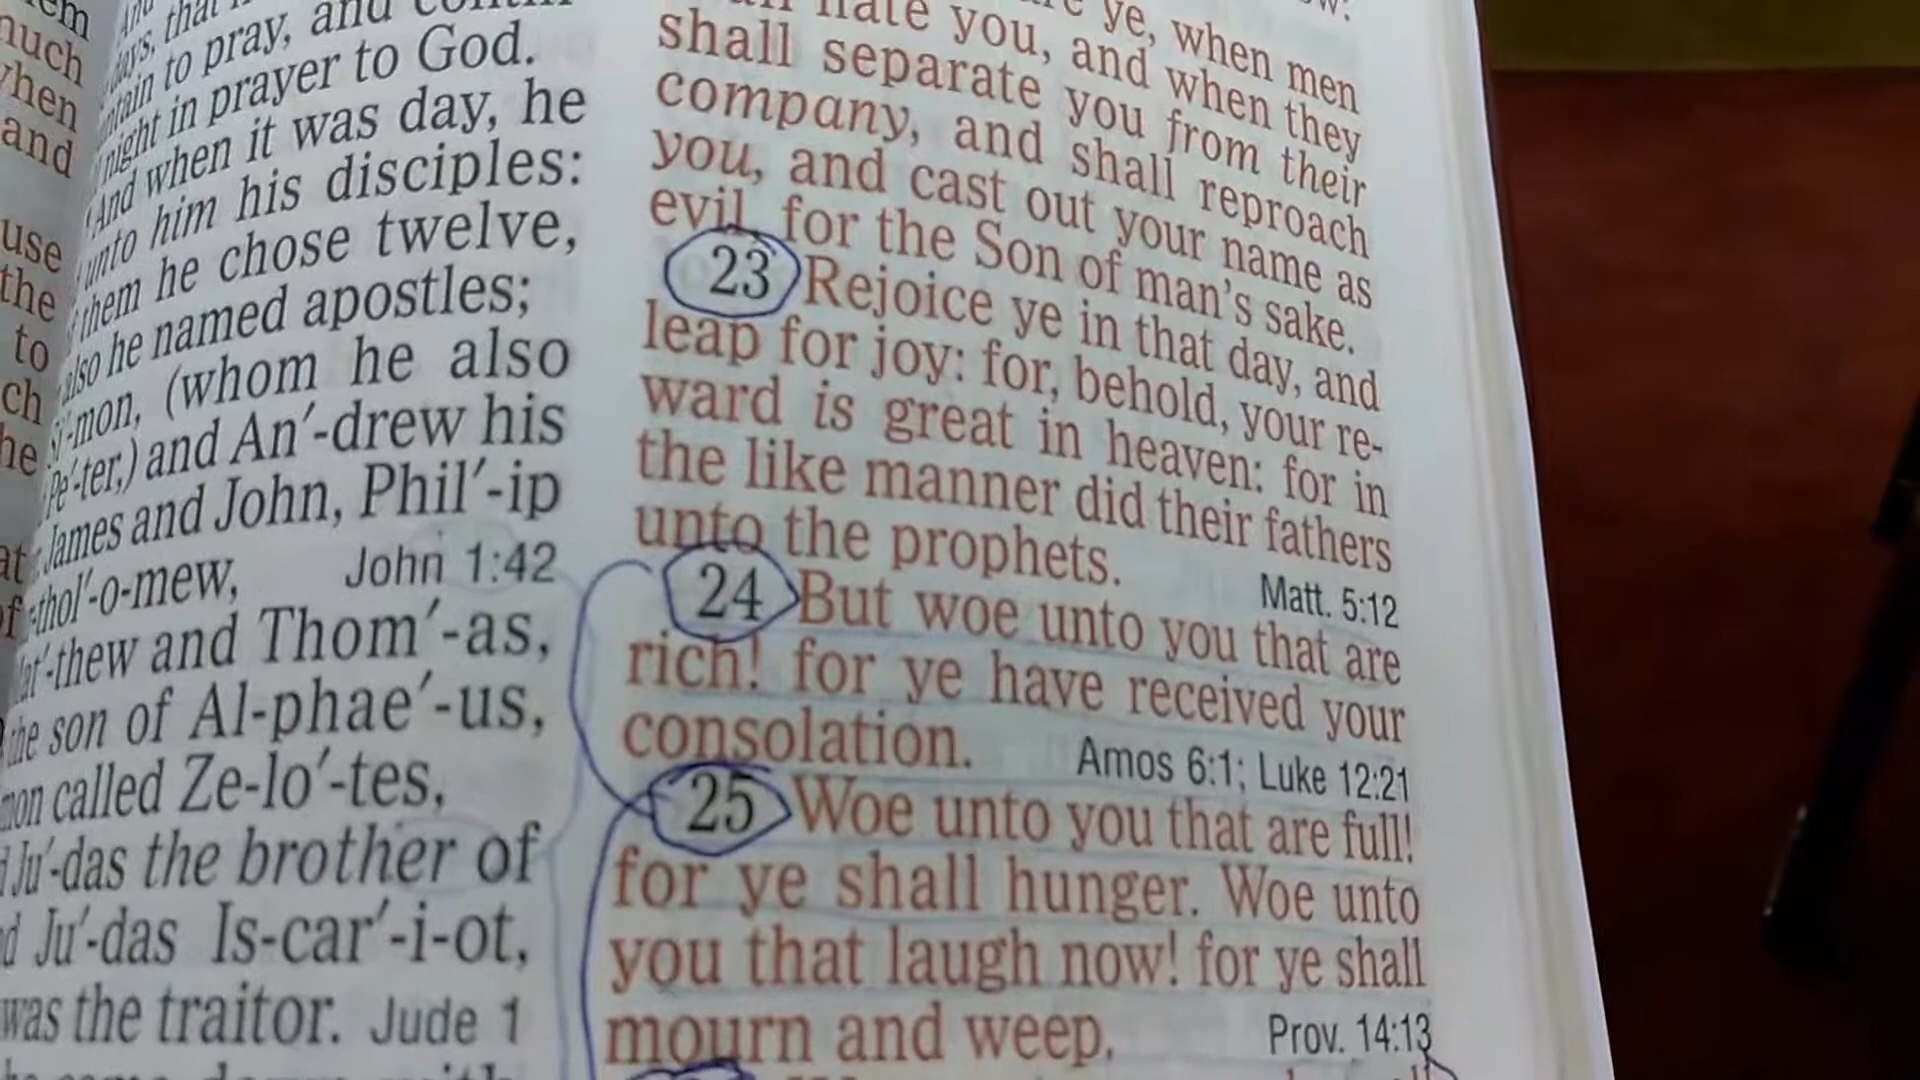 much
when
and
use
the
to
to pray, and
night in prayer to God.
And when it was day, he
unto him his disciples:
them he chose twelve,
also he named apostles;
mon, (whom he also
Pe′-ter,) and An′-drew his
James and John, Phil′-ip
thol′-o-mew, John 1:42
thew and Thom′-as,
the son of Al-phae′-us,
called Ze-lo′-tes,
Ju′-das the brother of
Ju′-das Is-car′-i-ot,
was the traitor. Jude 1
ye, when men
hate you, and when they
shall separate you from their
company, and shall reproach
you, and cast out your name as
evil, for the Son of man's sake.
23 Rejoice ye in that day, and
leap for joy: for, behold, your re-
ward is great in heaven: for in
the like manner did their fathers
unto the prophets. Matt. 5:12
24 But woe unto you that are
rich! for ye have received your
consolation. Amos 6:1; Luke 12:21
25 Woe unto you that are full!
for ye shall hunger. Woe unto
you that laugh now! for ye shall
mourn and weep. Prov. 14:13